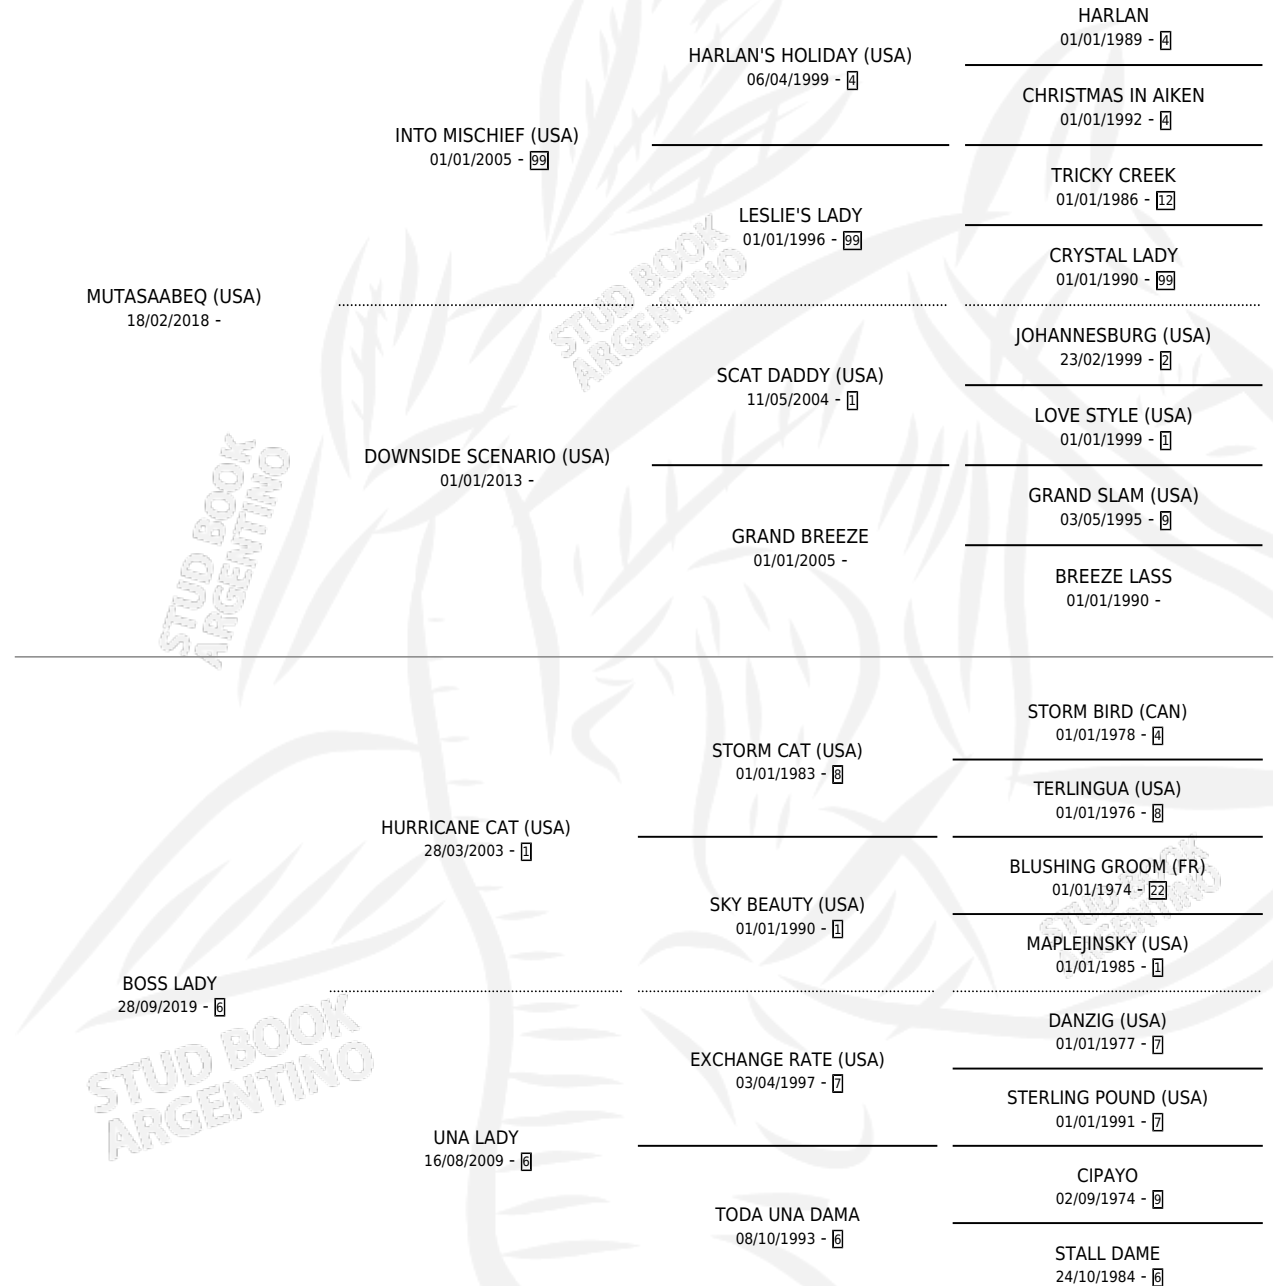 HARLAN
01/01/1989 - 4
HARLAN'S HOLIDAY (USA)
06/04/1999 - 4
CHRISTMAS IN AIKEN
01/01/1992 - 4
INTO MISCHIEF (USA)
01/01/2005 - 99
TRICKY CREEK
01/01/1986 - 12
LESLIE'S LADY
01/01/1996 - 99
CRYSTAL LADY
01/01/1990 - 99
MUTASAABEQ (USA)
18/02/2018 -
JOHANNESBURG (USA)
23/02/1999 - 2
SCAT DADDY (USA)
11/05/2004 - 1
LOVE STYLE (USA)
01/01/1999 - 1
DOWNSIDE SCENARIO (USA)
01/01/2013 -
GRAND SLAM (USA)
03/05/1995 - 9
GRAND BREEZE
01/01/2005 -
BREEZE LASS
01/01/1990 -
STORM BIRD (CAN)
01/01/1978 - 4
STORM CAT (USA)
01/01/1983 - 8
TERLINGUA (USA)
01/01/1976 - 8
HURRICANE CAT (USA)
28/03/2003 - 1
BLUSHING GROOM (FR)
01/01/1974 - 22
SKY BEAUTY (USA)
01/01/1990 - 1
MAPLEJINSKY (USA)
01/01/1985 - 1
BOSS LADY
28/09/2019 - 6
DANZIG (USA)
01/01/1977 - 7
EXCHANGE RATE (USA)
03/04/1997 - 7
STERLING POUND (USA)
01/01/1991 - 7
UNA LADY
16/08/2009 - 6
CIPAYO
02/09/1974 - 9
TODA UNA DAMA
08/10/1993 - 6
STALL DAME
24/10/1984 - 6
STUD BOOK
ARGENTINO
STUD BOOK
ARGENTINO
STUD BOOK
ARGENTINO
STUD BOOK
ARGENTINO